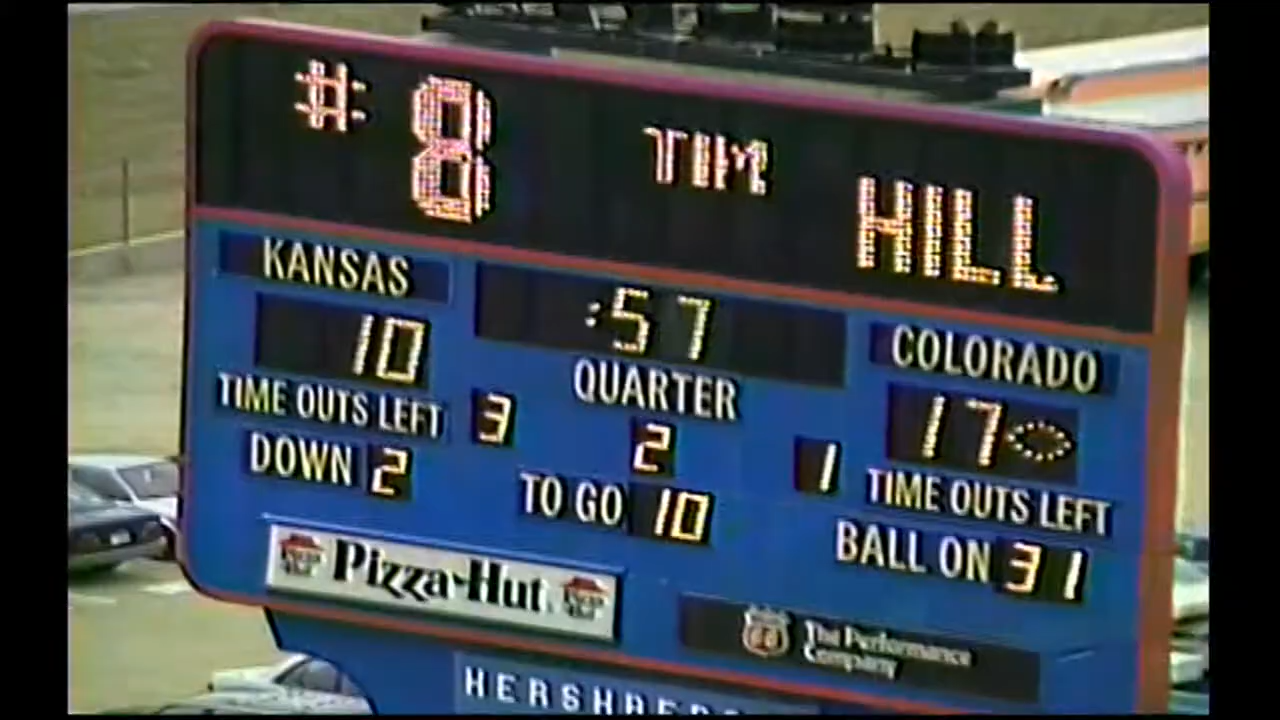 # 8 TIM HILL
KANSAS :57 COLORADO
10 QUARTER 17
TIME OUTS LEFT 3 2 1 TIME OUTS LEFT
DOWN 2 TO GO 10 BALL ON 31
Pizza Hut
66 The Performance
Company